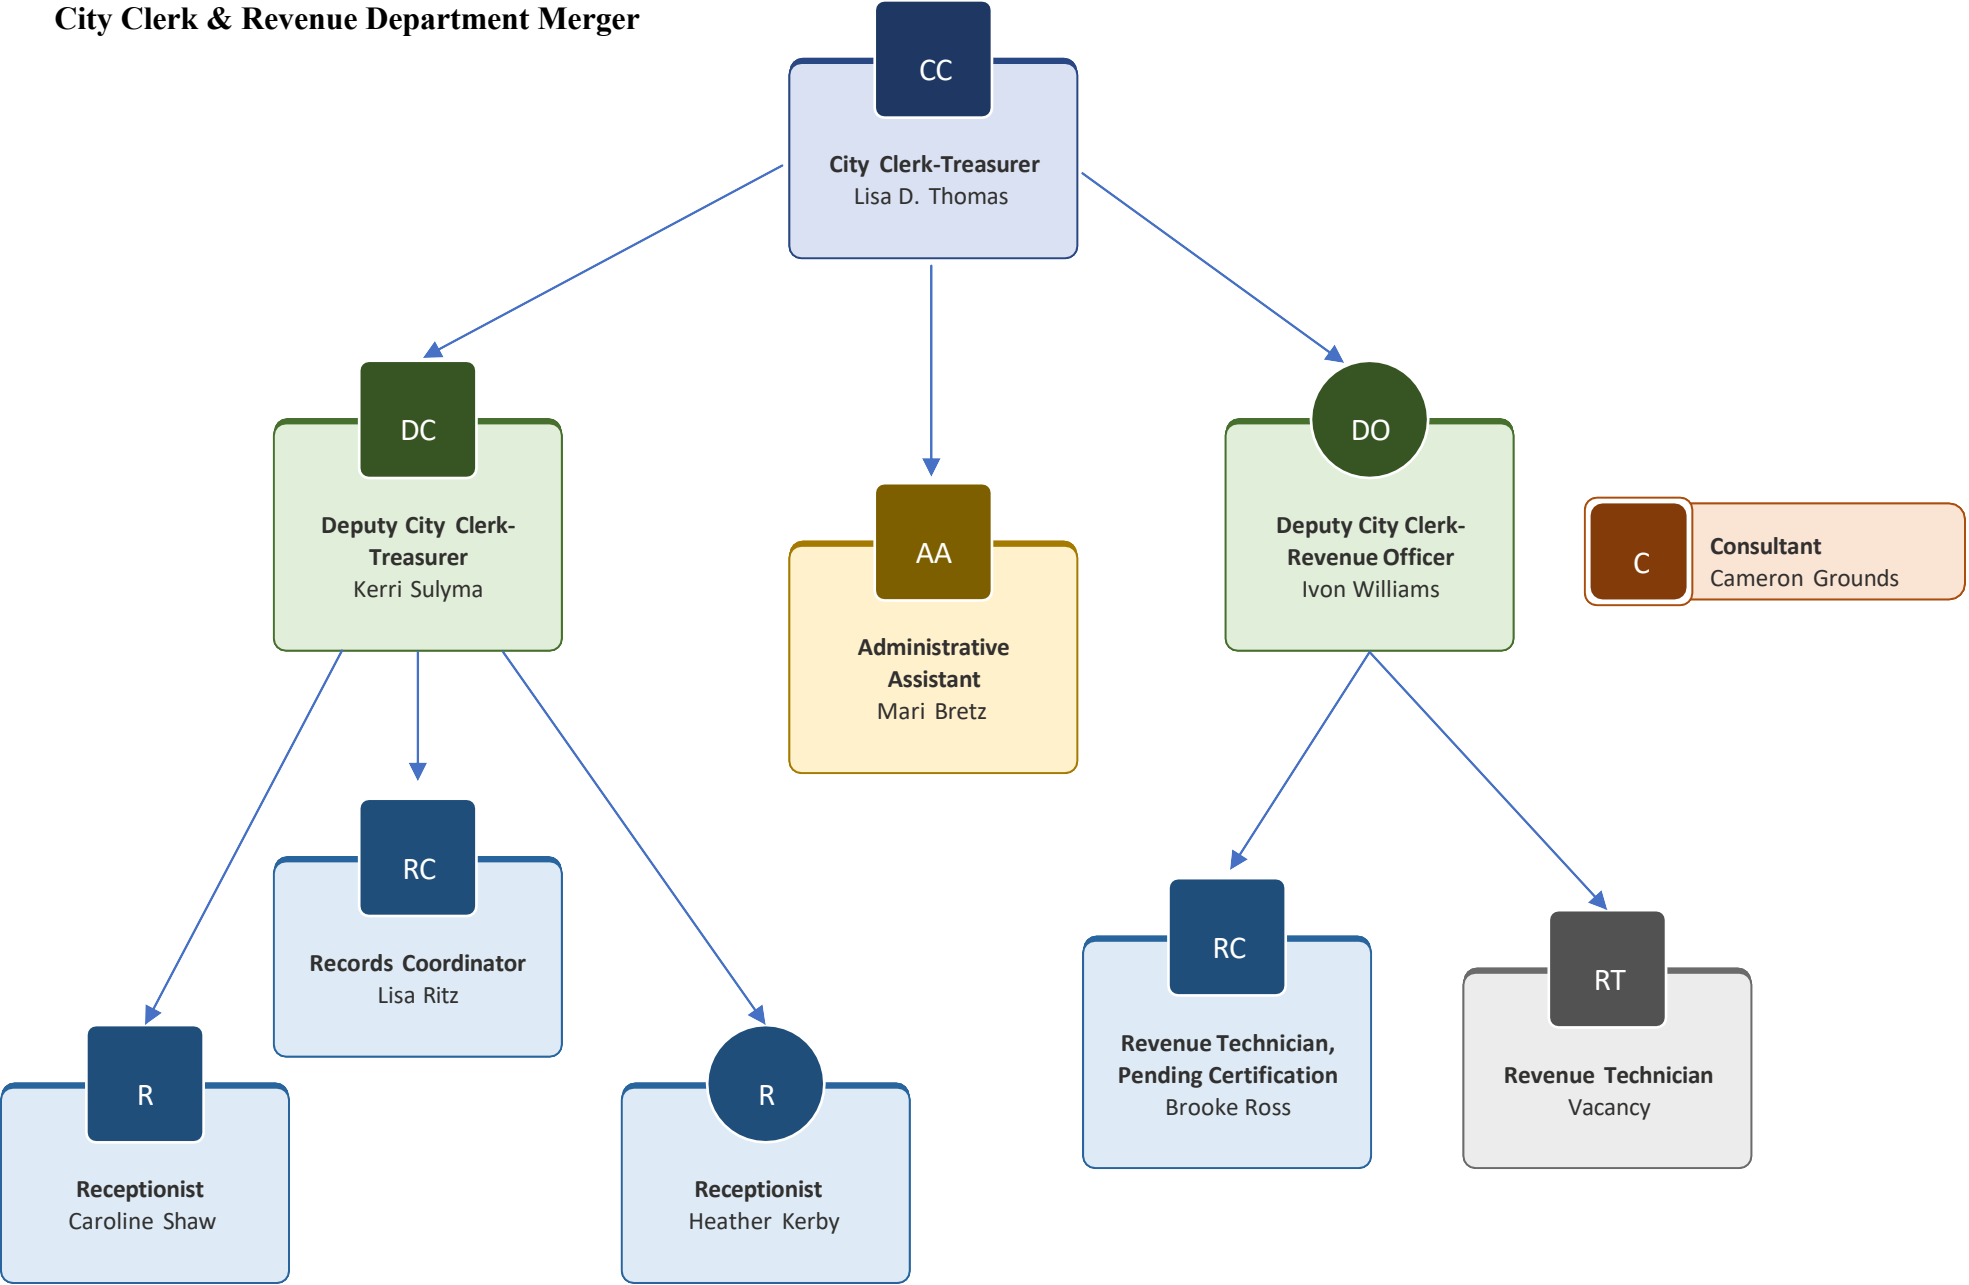 City Clerk & Revenue Department Merger
CC
City Clerk-Treasurer
Lisa D. Thomas
DC
Deputy City Clerk-
Treasurer
Kerri Sulyma
AA
Administrative
Assistant
Mari Bretz
DO
Deputy City Clerk-
Revenue Officer
Ivon Williams
C
Consultant
Cameron Grounds
RC
Records Coordinator
Lisa Ritz
R
Receptionist
Caroline Shaw
R
Receptionist
Heather Kerby
RC
Revenue Technician,
Pending Certification
Brooke Ross
RT
Revenue Technician
Vacancy